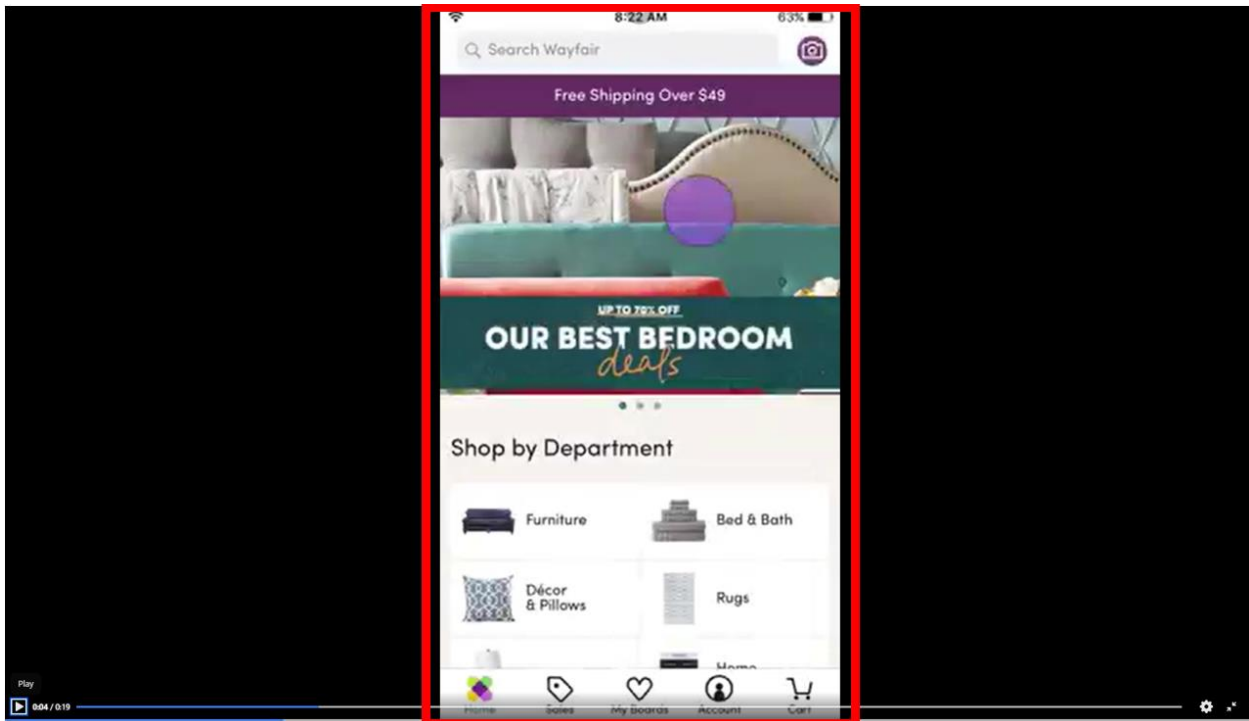 8:22 AM
63%
Search Wayfair
Free Shipping Over $49
UP TO 70% OFF
OUR BEST BEDROOM
deals
Shop by Department
Furniture
Bed & Bath
Décor
& Pillows
Rugs
Home
Play
0:04 / 0:19
Home
Sales
My Boards
Account
Cart